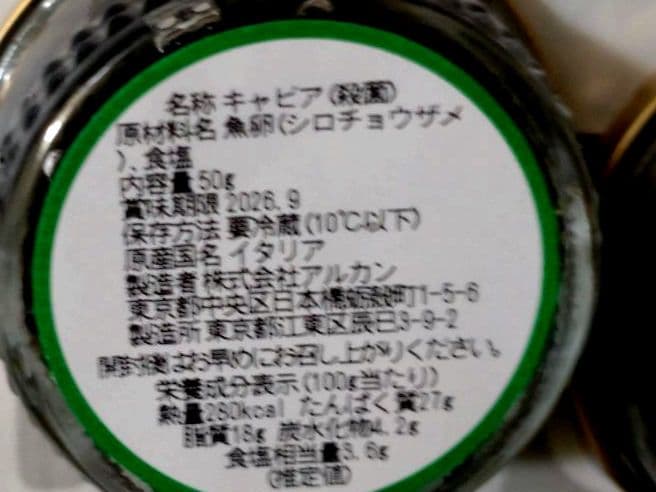 名称 キャビア(殺菌)
原材料名 魚卵(シロチョウザメ
)、食塩
内容量 50g
賞味期限 2026. 9
保存方法 要冷蔵(10℃以下)
原産国名 イタリア
製造者 株式会社アルカン
東京都中央区日本橋蛎殻町1-5-6
製造所 東京都江東区辰巳3-9-2
開封後はお早めにお召し上がりください。
栄養成分表示(100g当たり)
熱量280kcal たんぱく質27g
脂質18g 炭水化物4.2g
食塩相当量3.6g
(推定値)